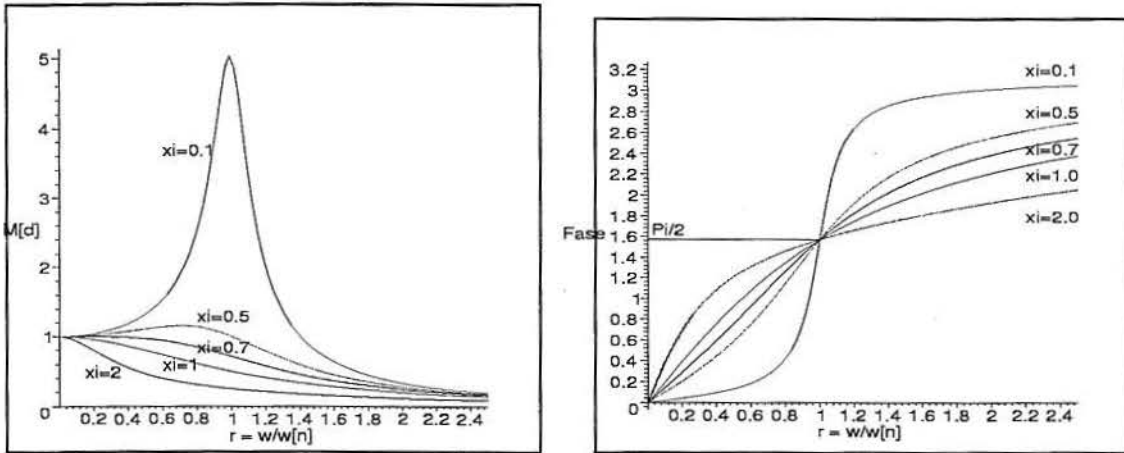 5
4
xi=0.1
3
M[d]
2
xi=0.5
1
xi=0.7
xi=1
xi=2
0
0.2 0.4 0.6 0.8 1 1.2 1.4 1.6 1.8 2 2.2 2.4
r = w/w[n]
3.2
xi=0.1
3
2.8
xi=0.5
2.6
2.4
xi=0.7
2.2
xi=1.0
2
1.8
xi=2.0
Fase
Pi/2
1.6
1.4
1.2
1
0.8
0.6
0.4
0.2
0
0.2 0.4 0.6 0.8 1 1.2 1.4 1.6 1.8 2 2.2 2.4
r = w/w[n]